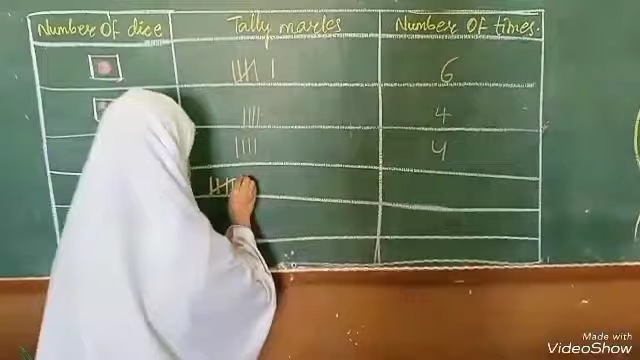 Number Of dice Tally marks Number Of times.
6
4
4
Made with
VideoShow